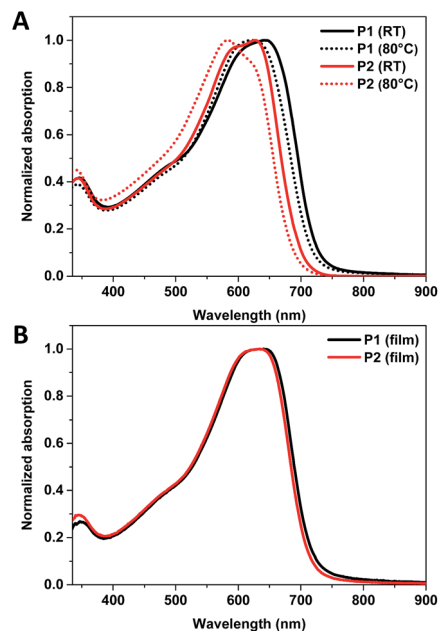 A
P1 (RT)
P1 (80°C)
P2 (RT)
P2 (80°C)
Normalized absorption
1.0
0.8
0.6
0.4
0.2
0.0
400 500 600 700 800 900
Wavelength (nm)
B
P1 (film)
P2 (film)
Normalized absorption
1.0
0.8
0.6
0.4
0.2
0.0
400 500 600 700 800 900
Wavelength (nm)